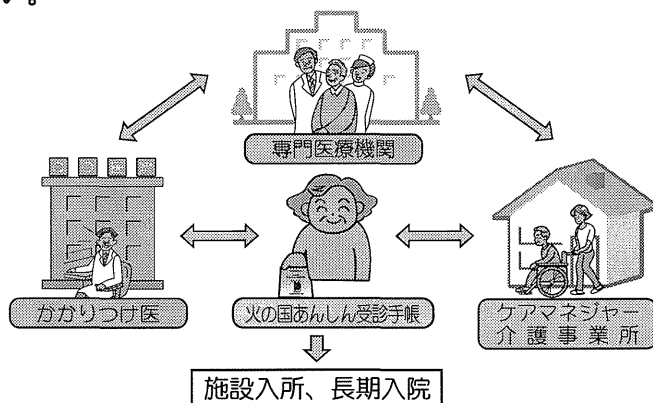 い。
専門医療機関
かかりつけ医
火の国あんしん受診手帳
ケアマネジャー
介護事業所
施設入所、長期入院